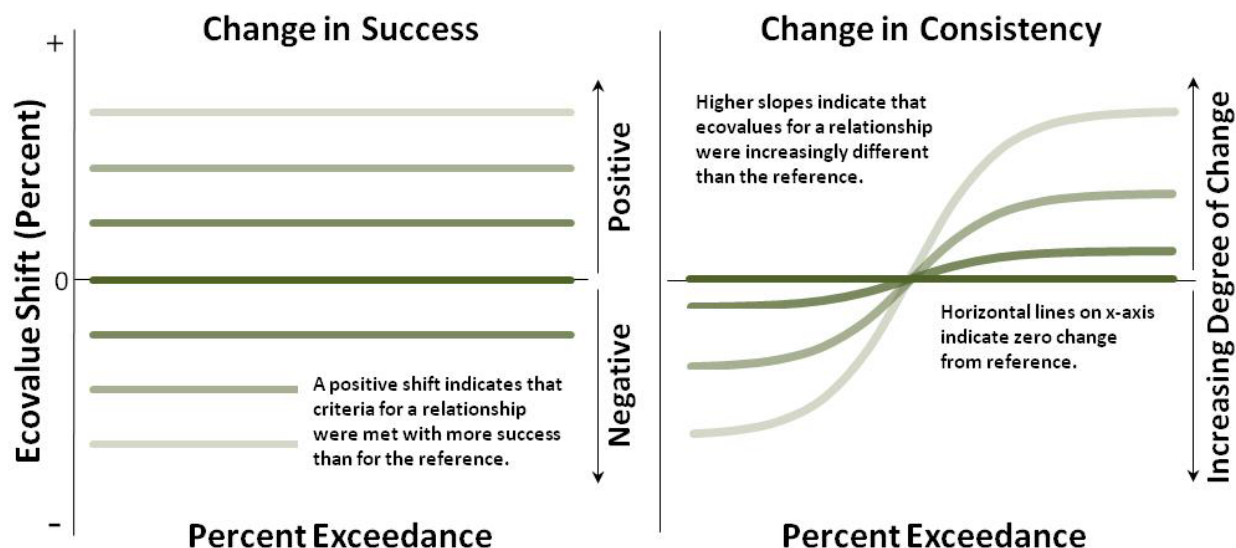 Change in Success
Change in Consistency
+
0
-
Ecovalue Shift (Percent)
Positive
Negative
A positive shift indicates that
criteria for a relationship
were met with more success
than for the reference.
Percent Exceedance
Higher slopes indicate that
ecovalues for a relationship
were increasingly different
than the reference.
Horizontal lines on x-axis
indicate zero change
from reference.
Increasing Degree of Change
Percent Exceedance